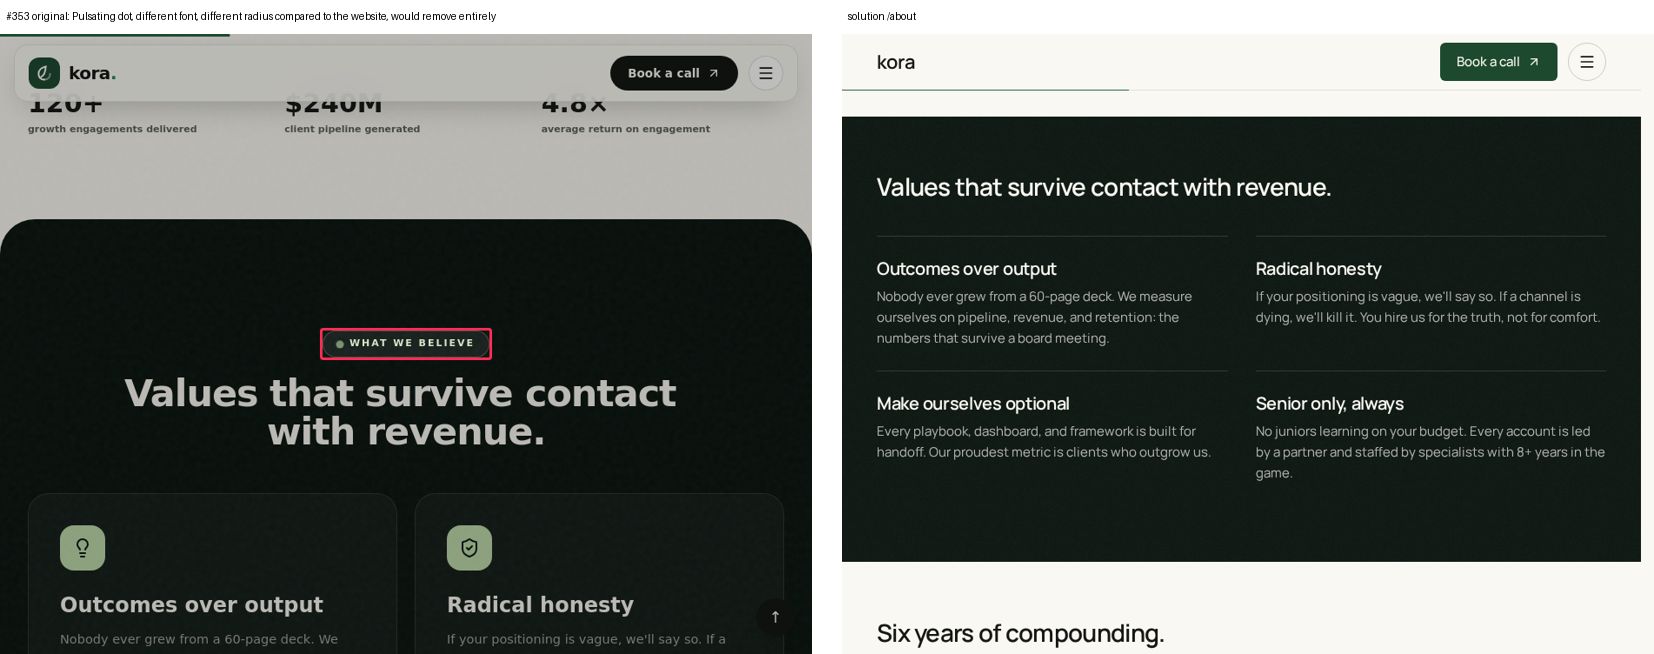 #353 original: Pulsating dot, different font, different radius compared to the website, would remove entirely
kora.
Book a call
120+
growth engagements delivered
$240M
client pipeline generated
4.8×
average return on engagement
WHAT WE BELIEVE
Values that survive contact
with revenue.
Outcomes over output
Nobody ever grew from a 60-page deck. We
Radical honesty
If your positioning is vague, we'll say so. If a
solution /about
kora
Book a call
Values that survive contact with revenue.
Outcomes over output
Nobody ever grew from a 60-page deck. We measure
ourselves on pipeline, revenue, and retention: the
numbers that survive a board meeting.
Radical honesty
If your positioning is vague, we'll say so. If a channel is
dying, we'll kill it. You hire us for the truth, not for comfort.
Make ourselves optional
Every playbook, dashboard, and framework is built for
handoff. Our proudest metric is clients who outgrow us.
Senior only, always
No juniors learning on your budget. Every account is led
by a partner and staffed by specialists with 8+ years in the
game.
Six years of compounding.